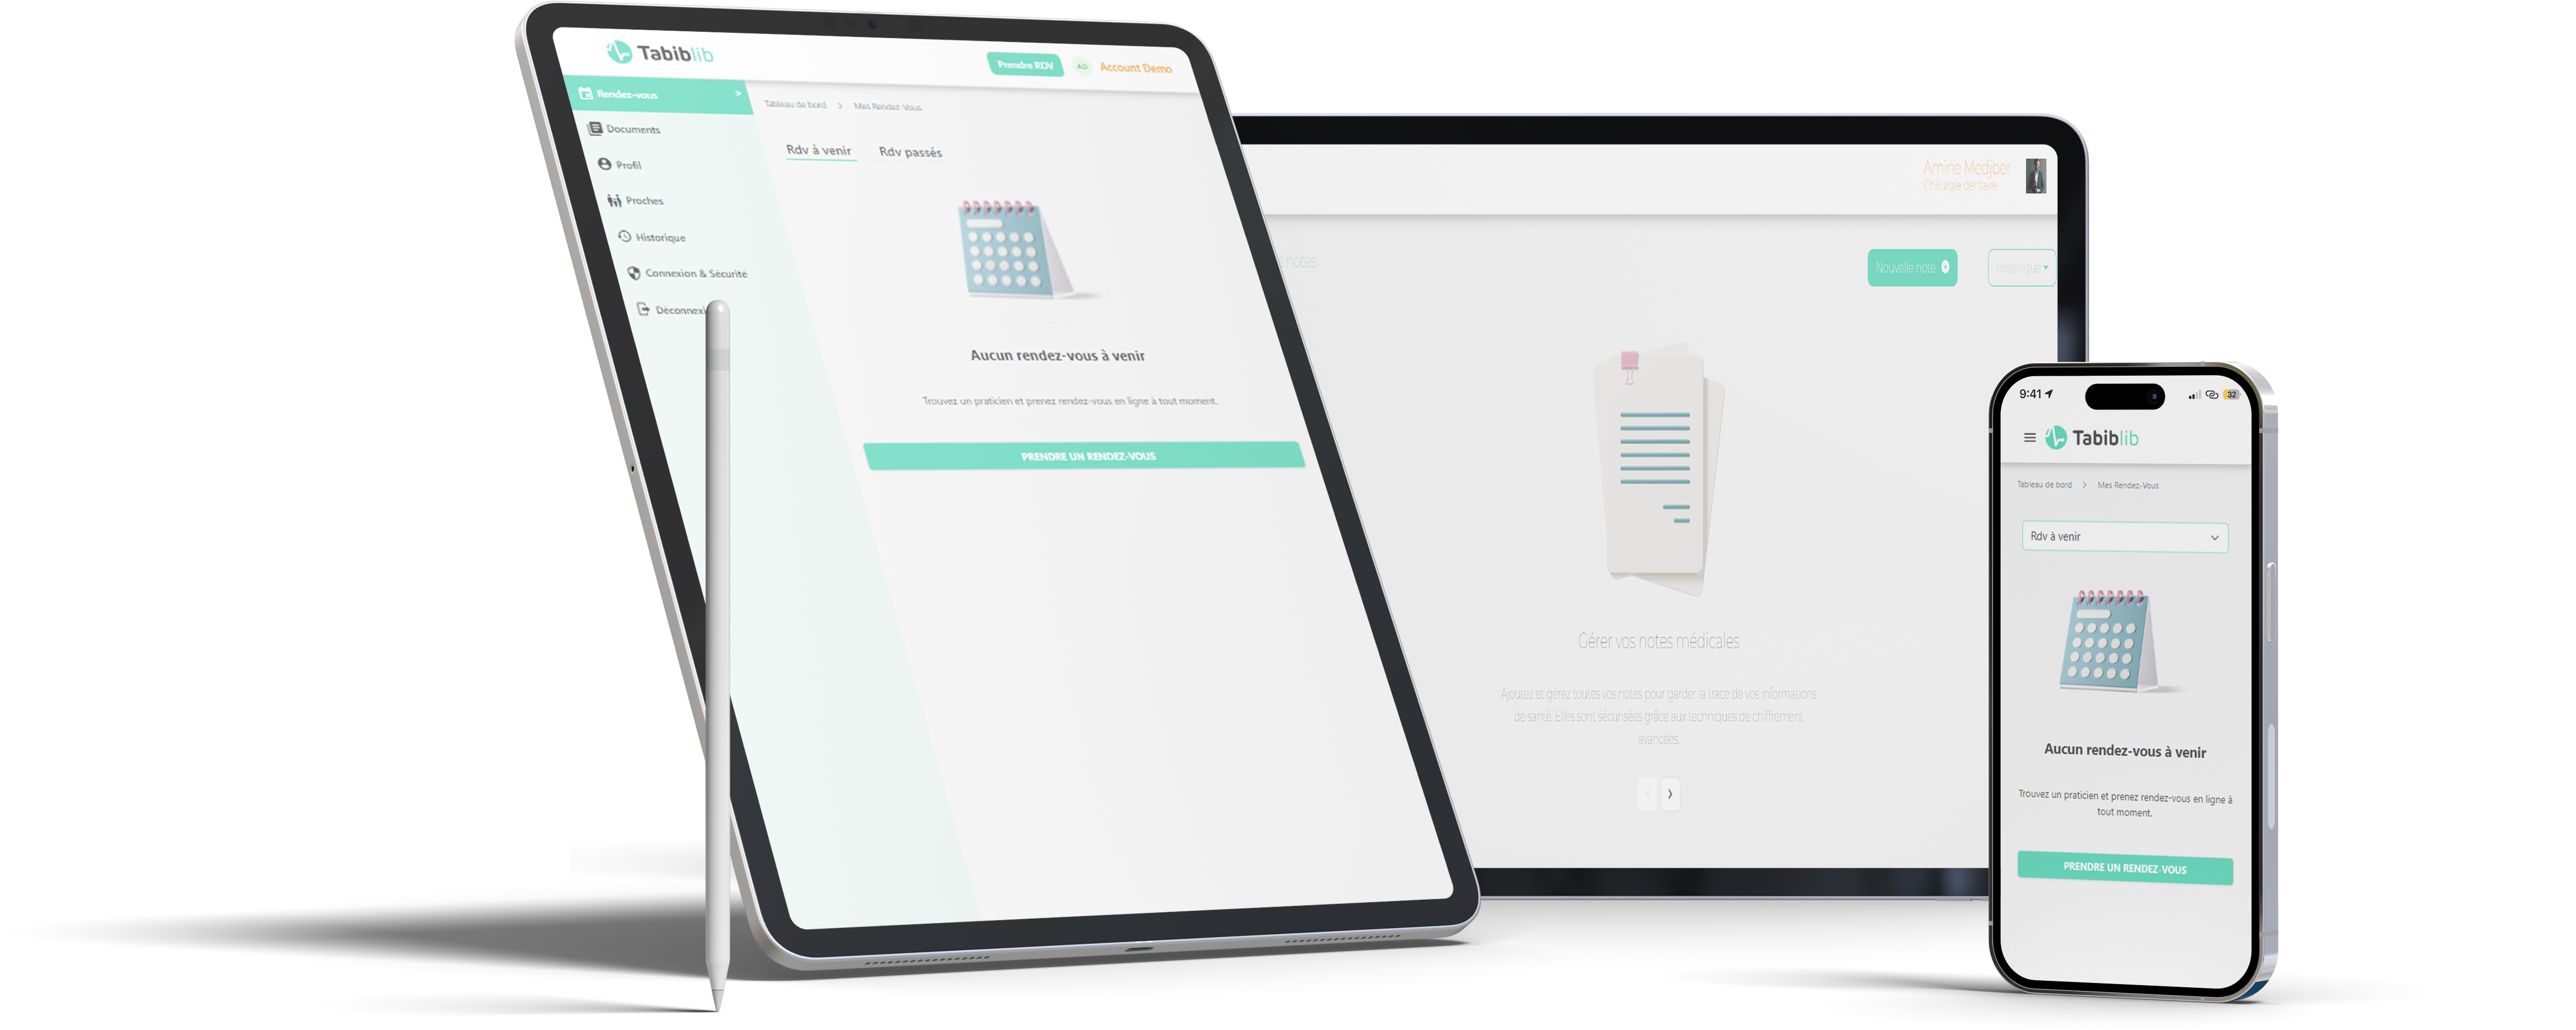 Tabiblib
Prendre RDV
AD
Account Demo
Rendez-vous >
Documents
Profil
Proches
Historique
Connexion & Sécurité
Déconnexi
Tableau de bord > Mes Rendez-Vous
Rdv à venir
Rdv passés
Aucun rendez-vous à venir
Trouvez un praticien et prenez rendez-vous en ligne à tout moment.
PRENDRE UN RENDEZ-VOUS
Amine Medjber
Chirurgie dentaire
s notes
Nouvelle note
Historique
Gérer vos notes médicales
Ajoutez et gérez toutes vos notes pour garder la trace de vos informations
de santé. Elles sont sécurisées grâce aux techniques de chiffrement
avancées.
9:41
32
Tabiblib
Tableau de bord > Mes Rendez-Vous
Rdv à venir
Aucun rendez-vous à venir
Trouvez un praticien et prenez rendez-vous en ligne à
tout moment.
PRENDRE UN RENDEZ-VOUS